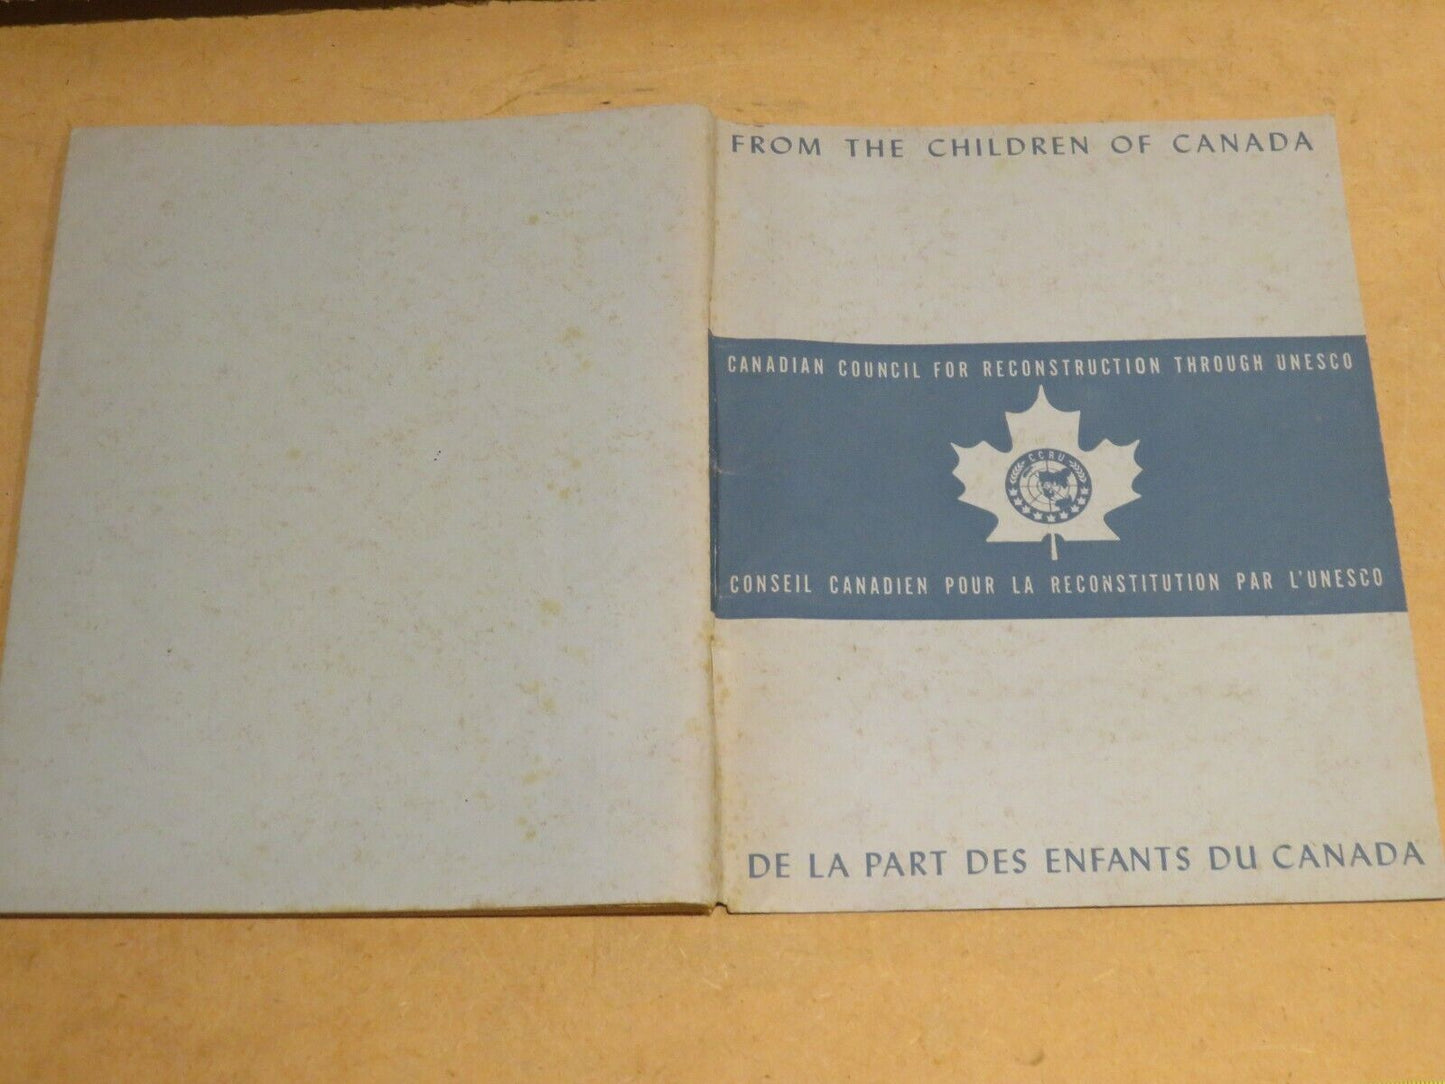 FROM THE CHILDREN OF CANADA
CANADIAN COUNCIL FOR RECONSTRUCTION THROUGH UNESCO
CCRU
CONSEIL CANADIEN POUR LA RECONSTITUTION PAR L'UNESCO
DE LA PART DES ENFANTS DU CANADA